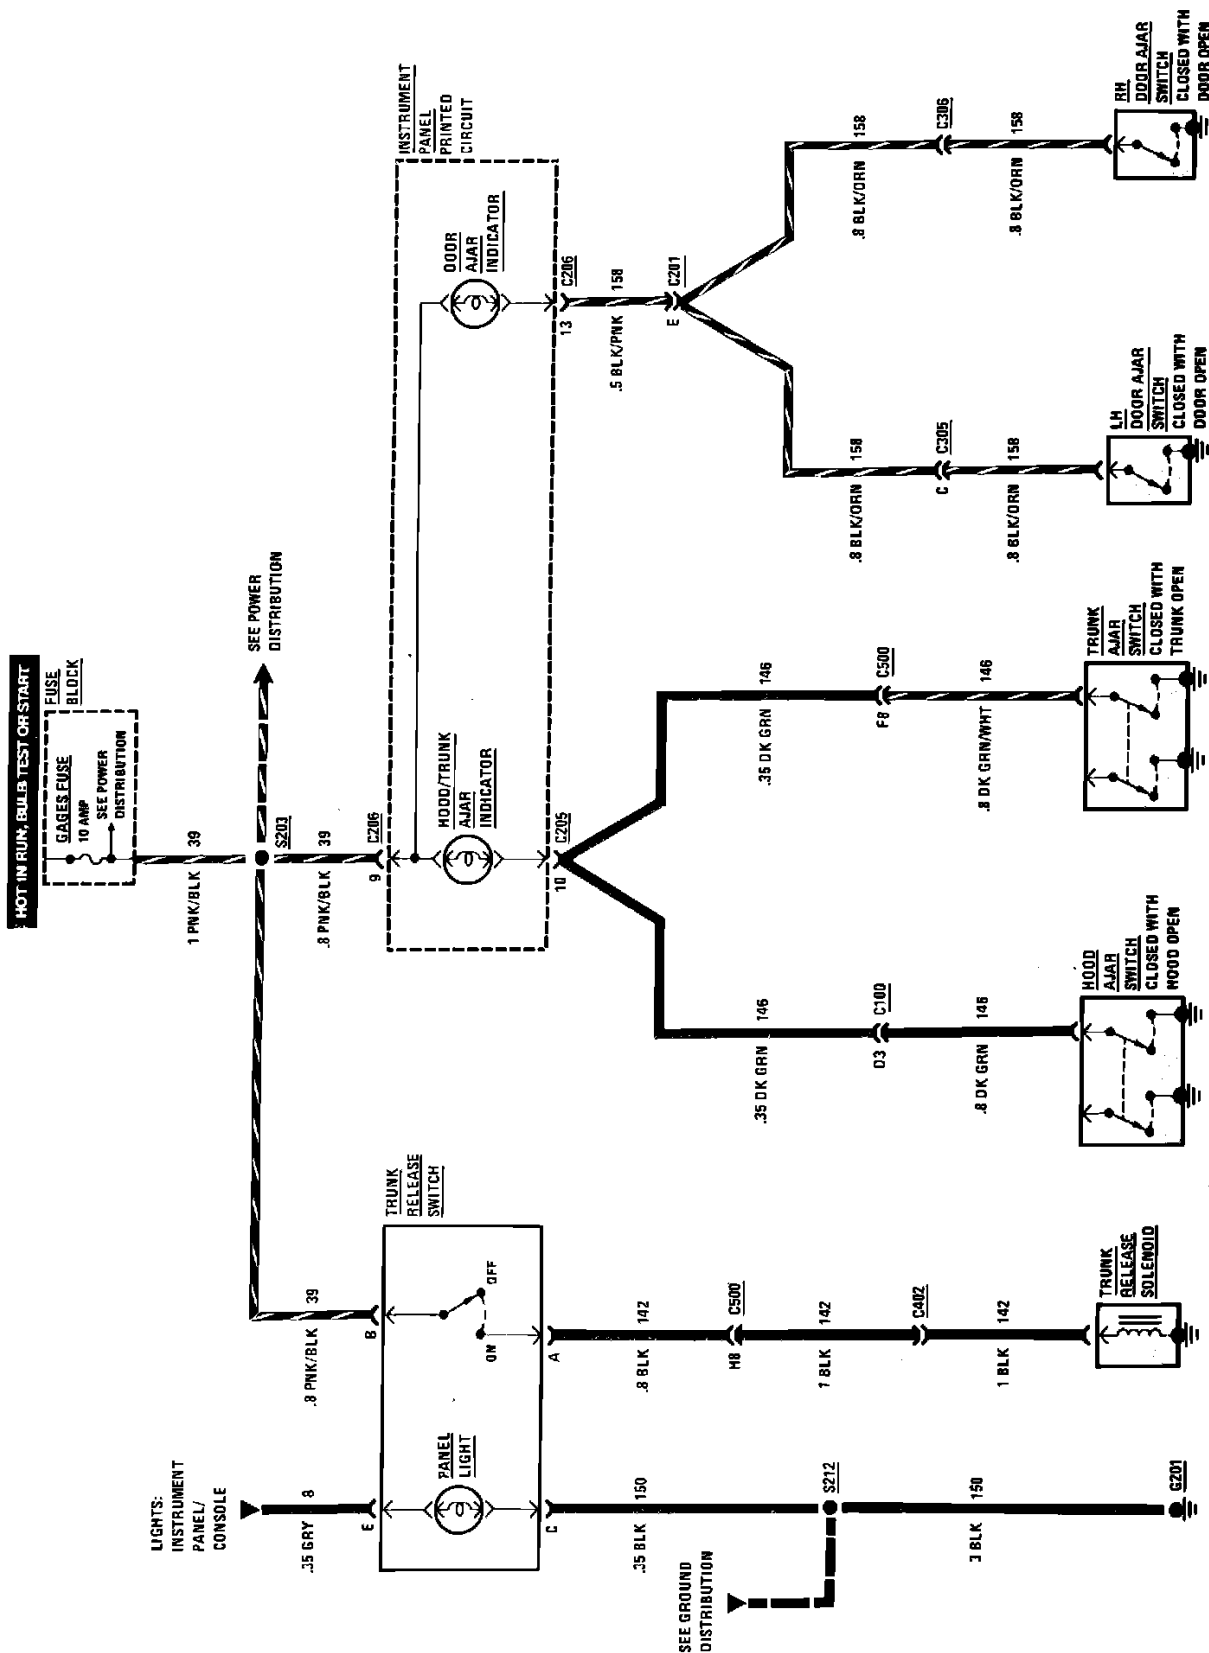 HOT IN RUN, BULB TEST OR START
FUSE
BLOCK
GAGES FUSE
10 AMP
SEE POWER
DISTRIBUTION
1 PNK/BLK
39
S203
SEE POWER
DISTRIBUTION
.8 PNK/BLK
39
9
C206
INSTRUMENT
PANEL
PRINTED
CIRCUIT
HODD/TRUNK
AJAR
INDICATOR
DOOR
AJAR
INDICATOR
10
C205
13
C206
.5 BLK/PNK
158
E
C201
LIGHTS:
INSTRUMENT
PANEL/
CONSOLE
.35 GRY
8
E
.8 PNK/BLK
39
B
TRUNK
RELEASE
SWITCH
PANEL
LIGHT
ON
OFF
C
A
.35 BLK
150
S212
SEE GROUND
DISTRIBUTION
3 BLK
150
G201
.8 BLK
142
H8
C500
1 BLK
142
C402
1 BLK
142
TRUNK
RELEASE
SOLENOID
.35 DK GRN
146
D3
C100
.8 DK GRN
146
HOOD
AJAR
SWITCH
CLOSED WITH
HOOD OPEN
.35 DK GRN
146
F8
C500
.8 DK GRN/WHT
146
TRUNK
AJAR
SWITCH
CLOSED WITH
TRUNK OPEN
.8 BLK/ORN
158
C
C305
.8 BLK/ORN
158
LH
DOOR AJAR
SWITCH
CLOSED WITH
DOOR OPEN
.8 BLK/ORN
158
C306
.8 BLK/ORN
158
RH
DOOR AJAR
SWITCH
CLOSED WITH
DOOR OPEN